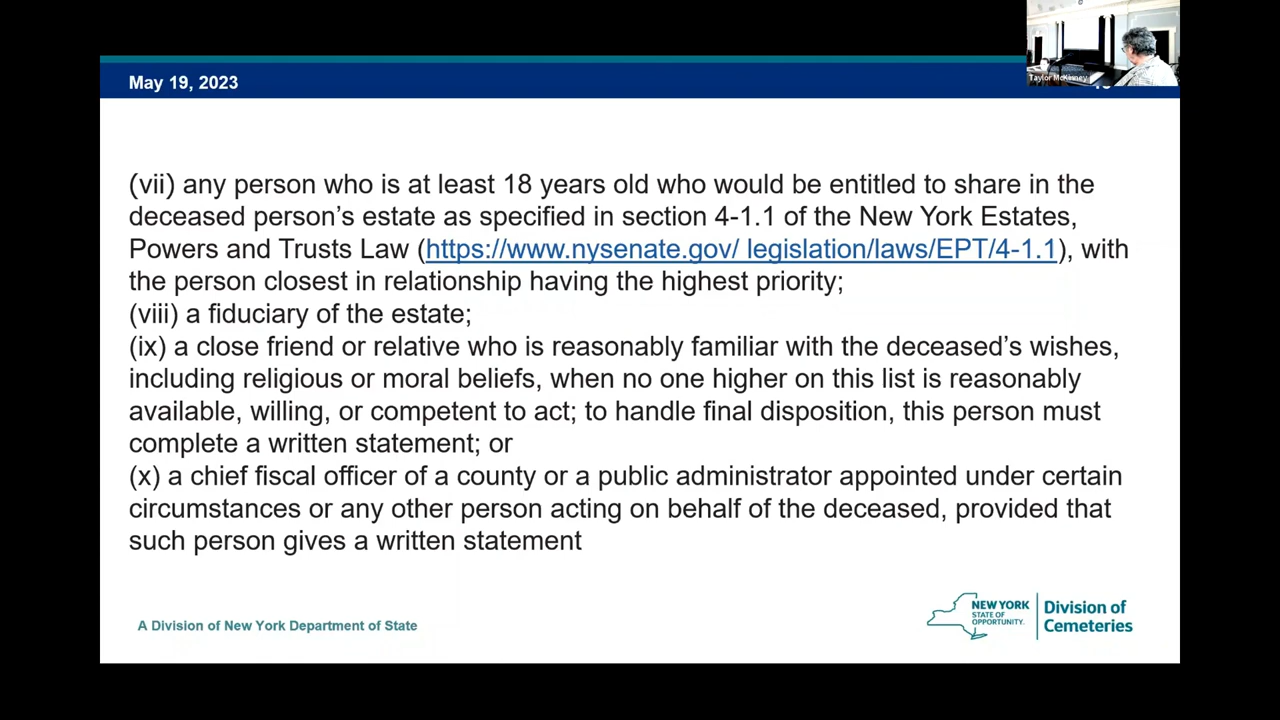 Taylor McKinney
May 19, 2023
(vii) any person who is at least 18 years old who would be entitled to share in the
deceased person’s estate as specified in section 4-1.1 of the New York Estates,
Powers and Trusts Law (https://www.nysenate.gov/ legislation/laws/EPT/4-1.1), with
the person closest in relationship having the highest priority;
(viii) a fiduciary of the estate;
(ix) a close friend or relative who is reasonably familiar with the deceased’s wishes,
including religious or moral beliefs, when no one higher on this list is reasonably
available, willing, or competent to act; to handle final disposition, this person must
complete a written statement; or
(x) a chief fiscal officer of a county or a public administrator appointed under certain
circumstances or any other person acting on behalf of the deceased, provided that
such person gives a written statement
A Division of New York Department of State
NEW YORK
STATE OF
OPPORTUNITY.
Division of
Cemeteries